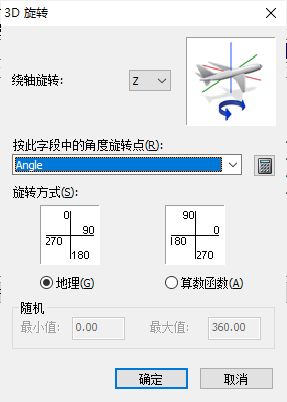 3D 旋转
绕轴旋转:
Z
按此字段中的角度旋转点(R):
Angle
旋转方式(S):
0
90
270
180
90
180
0
270
地理(G)
算数函数(A)
随机
最小值: 0.00 最大值: 360.00
确定 取消